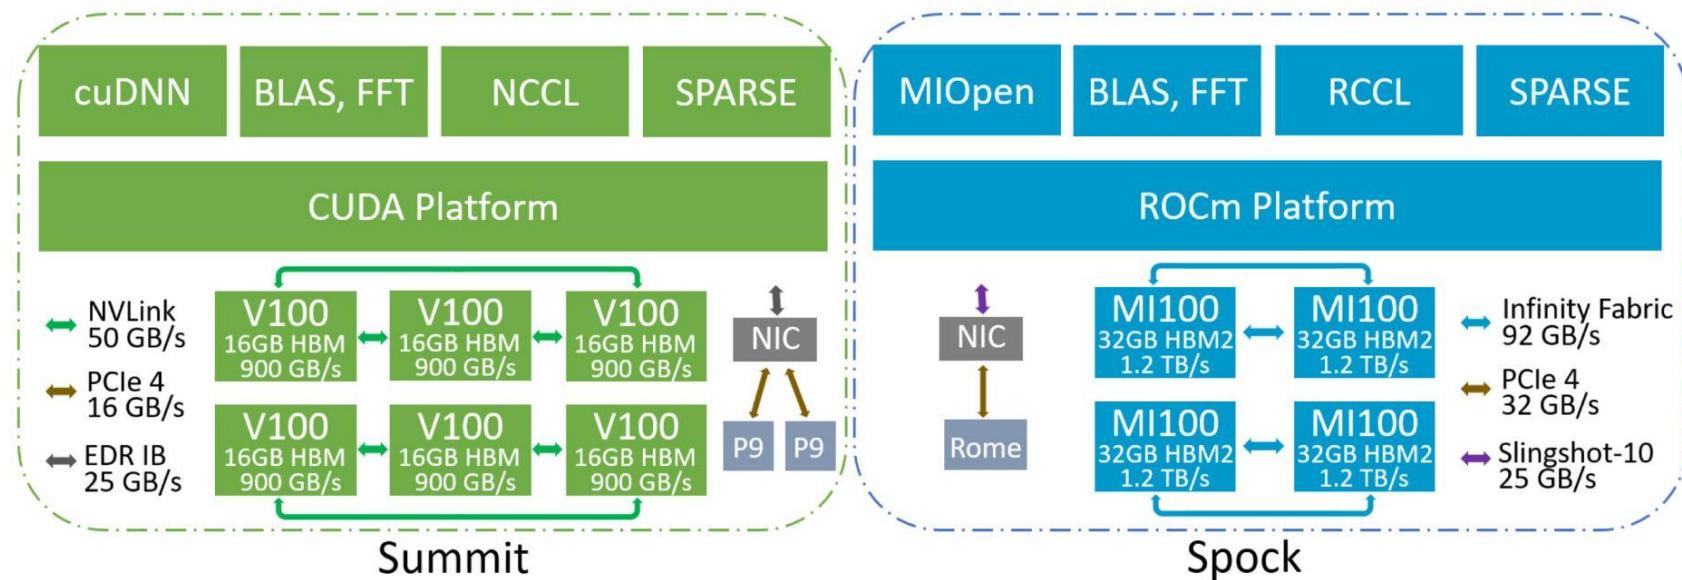 cuDNN
BLAS, FFT
NCCL
SPARSE
CUDA Platform
NVLink
50 GB/s
PCIe 4
16 GB/s
EDR IB
25 GB/s
V100
16GB HBM
900 GB/s
V100
16GB HBM
900 GB/s
V100
16GB HBM
900 GB/s
V100
16GB HBM
900 GB/s
V100
16GB HBM
900 GB/s
V100
16GB HBM
900 GB/s
NIC
P9
P9
Summit
MIOpen
BLAS, FFT
RCCL
SPARSE
ROCm Platform
NIC
Rome
MI100
32GB HBM2
1.2 TB/s
MI100
32GB HBM2
1.2 TB/s
MI100
32GB HBM2
1.2 TB/s
MI100
32GB HBM2
1.2 TB/s
Infinity Fabric
92 GB/s
PCIe 4
32 GB/s
Slingshot-10
25 GB/s
Spock